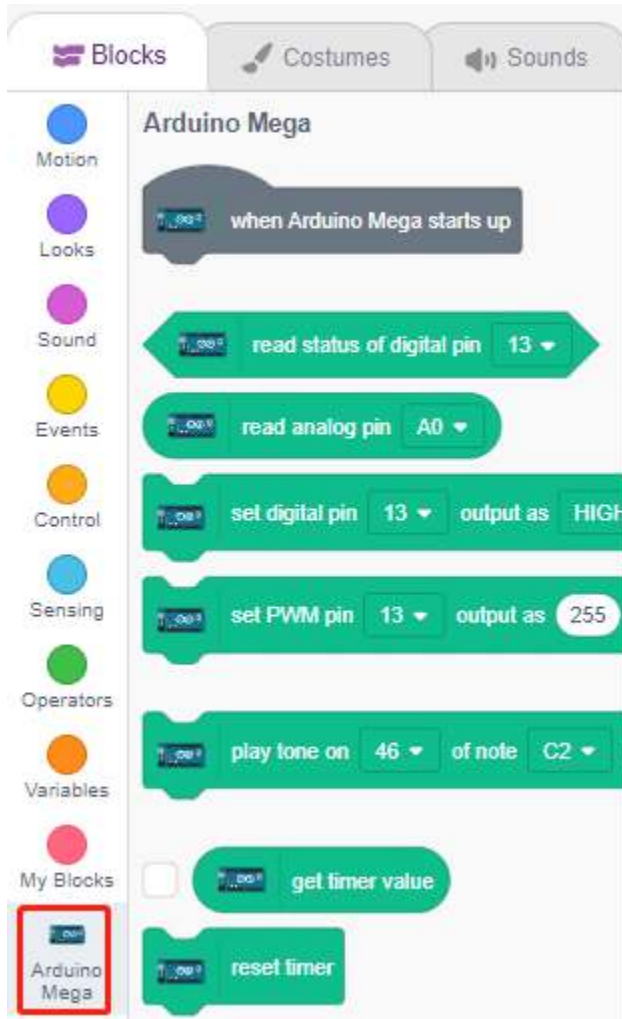 Blocks
Costumes
Sounds
Motion
Looks
Sound
Events
Control
Sensing
Operators
Variables
My Blocks
Arduino
Mega
Arduino Mega
when Arduino Mega starts up
read status of digital pin 13
read analog pin A0
set digital pin 13 output as HIGH
set PWM pin 13 output as 255
play tone on 46 of note C2
get timer value
reset timer